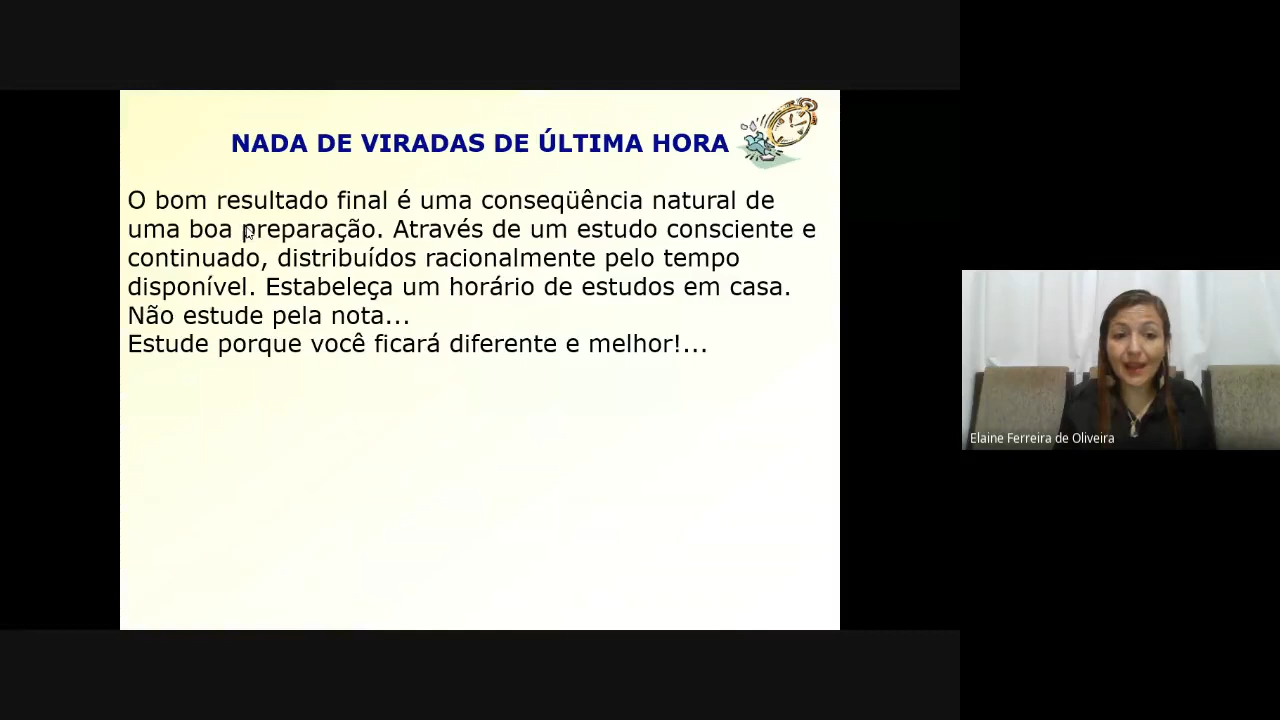 NADA DE VIRADAS DE ÚLTIMA HORA
O bom resultado final é uma conseqüência natural de
uma boa preparação. Através de um estudo consciente e
continuado, distribuídos racionalmente pelo tempo
disponível. Estabeleça um horário de estudos em casa.
Não estude pela nota...
Estude porque você ficará diferente e melhor!...
Elaine Ferreira de Oliveira